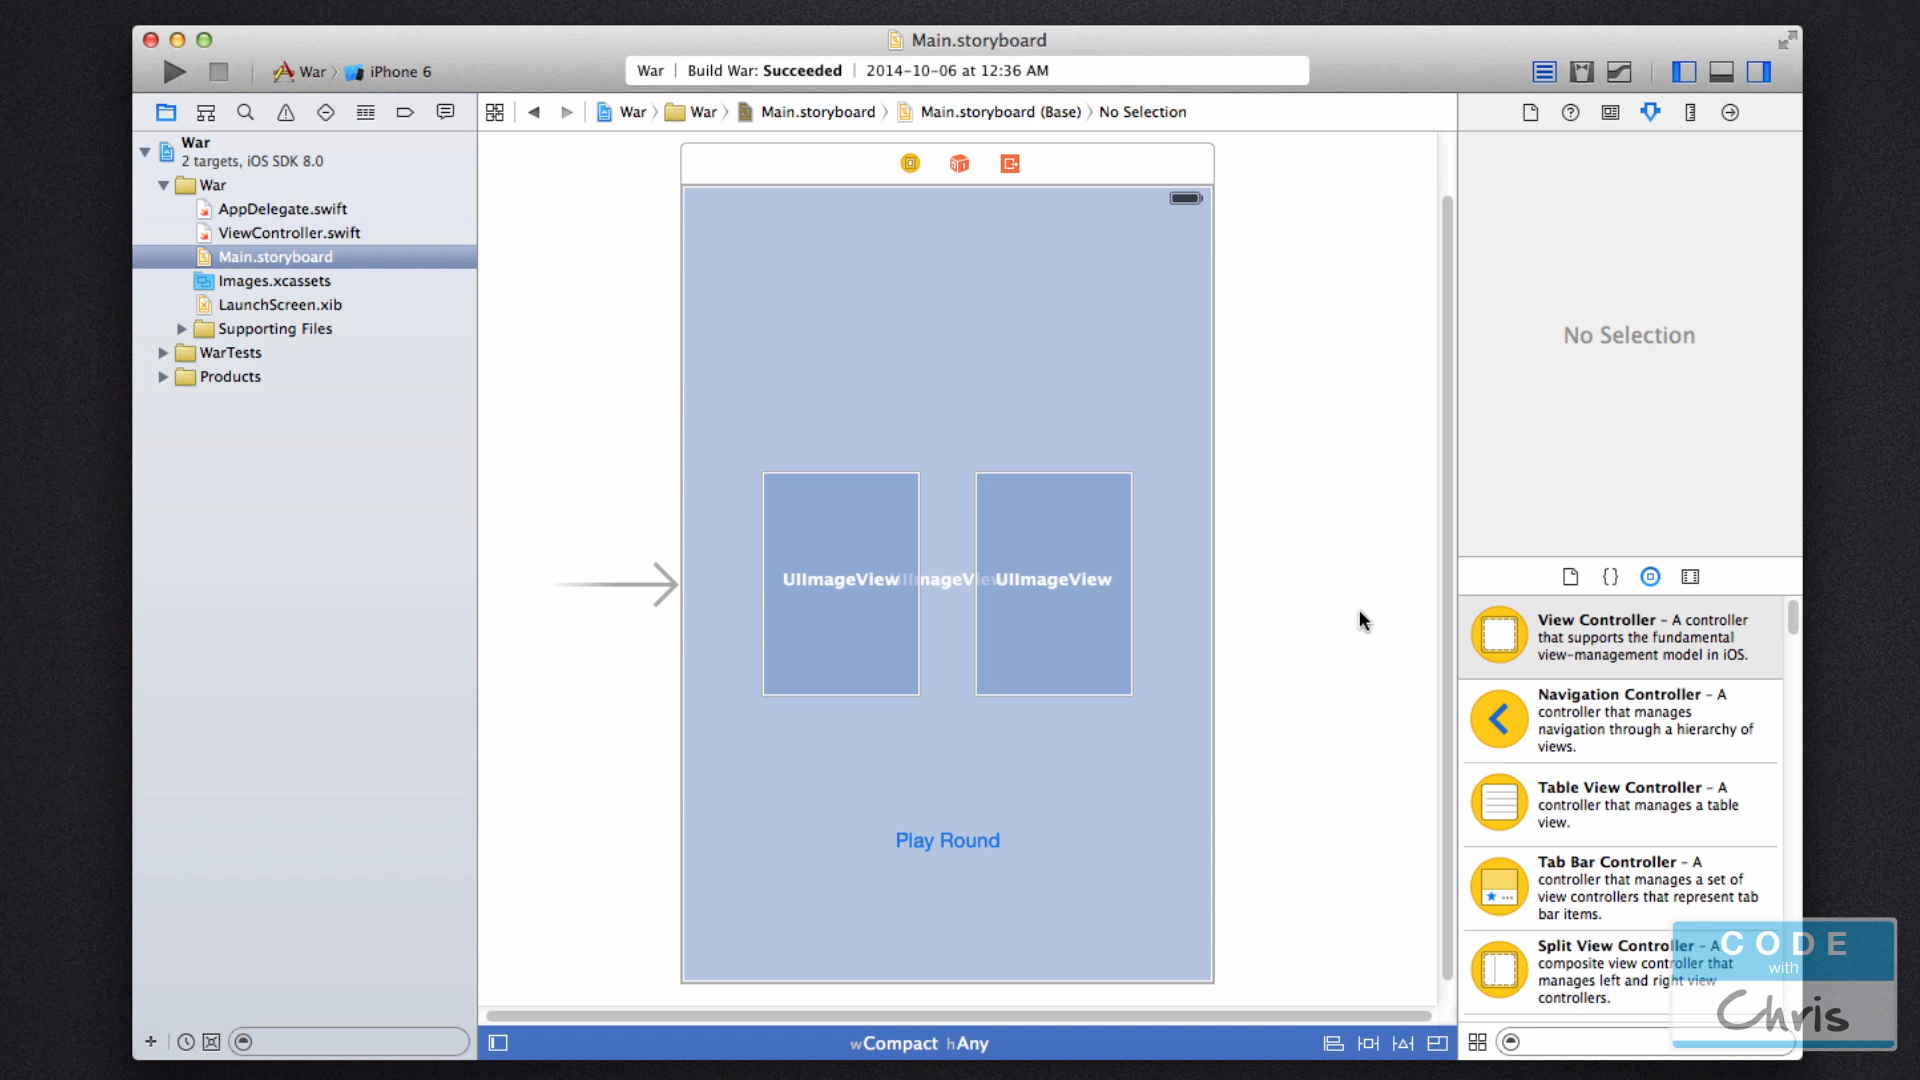 Main.storyboard
War
iPhone 6
War | Build War: Succeeded | 2014-10-06 at 12:36 AM
War
War
Main.storyboard
Main.storyboard (Base)
No Selection
War
2 targets, iOS SDK 8.0
War
AppDelegate.swift
ViewController.swift
Main.storyboard
Images.xcassets
LaunchScreen.xib
Supporting Files
WarTests
Products
UIImageView
UIImageView
UIImageView
Play Round
No Selection
View Controller – A controller
that supports the fundamental
view-management model in iOS.
Navigation Controller – A
controller that manages
navigation through a hierarchy of
views.
Table View Controller – A
controller that manages a table
view.
Tab Bar Controller – A
controller that manages a set of
view controllers that represent tab
bar items.
Split View Controller – A
composite view controller that
manages left and right view
controllers.
CODE
with
Chris
wCompact hAny